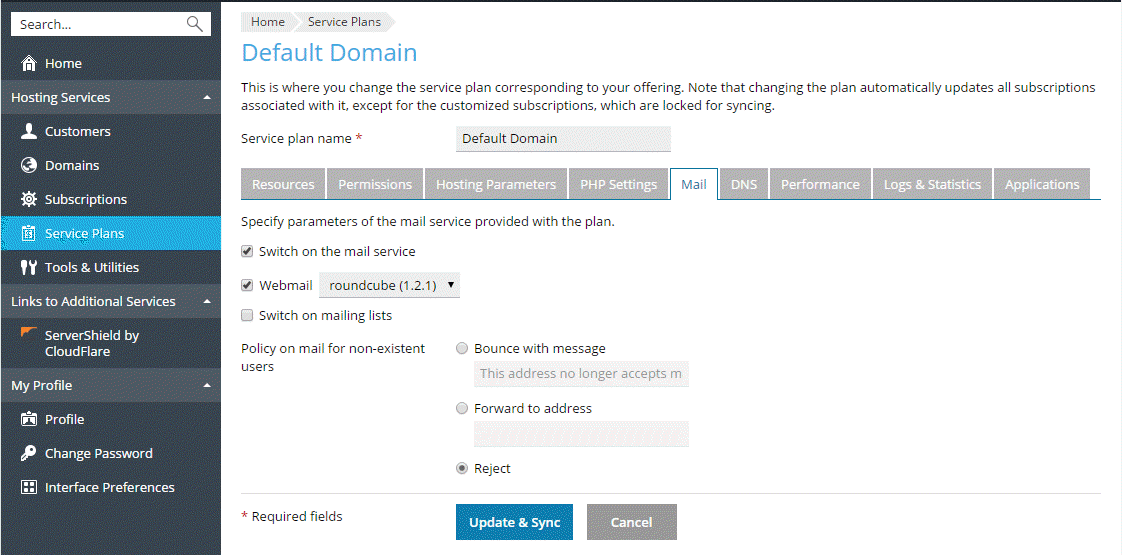 Search...
Home
Hosting Services
Customers
Domains
Subscriptions
Service Plans
Tools & Utilities
Links to Additional Services
ServerShield by
CloudFlare
My Profile
Profile
Change Password
Interface Preferences
Home Service Plans
Default Domain
This is where you change the service plan corresponding to your offering. Note that changing the plan automatically updates all subscriptions
associated with it, except for the customized subscriptions, which are locked for syncing.
Service plan name * Default Domain
Resources Permissions Hosting Parameters PHP Settings Mail DNS Performance Logs & Statistics Applications
Specify parameters of the mail service provided with the plan.
Switch on the mail service
Webmail roundcube (1.2.1)
Switch on mailing lists
Policy on mail for non-existent
users
Bounce with message
This address no longer accepts m
Forward to address
Reject
* Required fields
Update & Sync Cancel